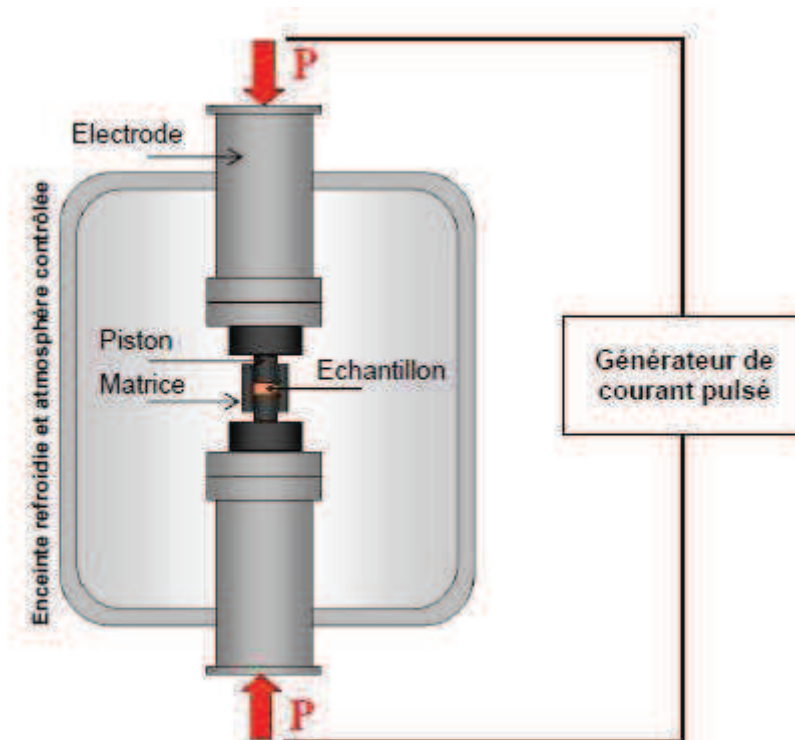 P
Electrode
Enceinte refroidie et atmosphère contrôlée
Piston
Matrice
Echantillon
Générateur de
courant pulsé
P